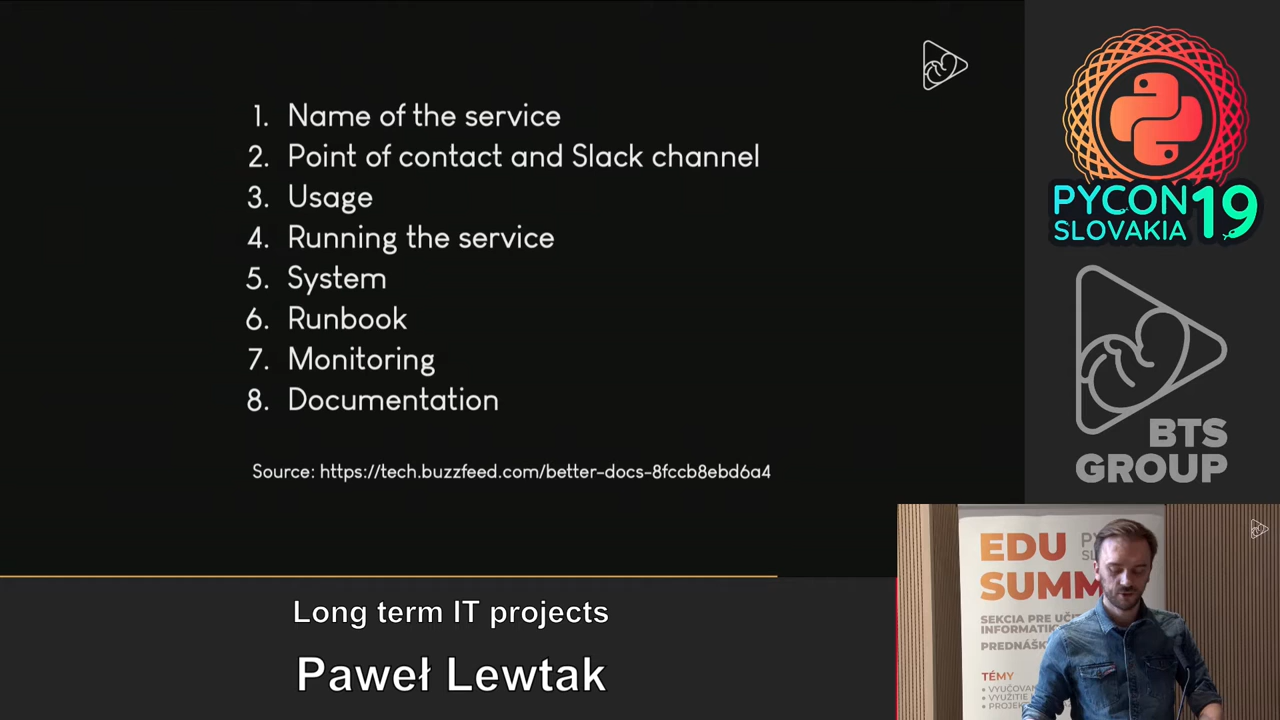 1. Name of the service
2. Point of contact and Slack channel
3. Usage
4. Running the service
5. System
6. Runbook
7. Monitoring
8. Documentation
Source: https://tech.buzzfeed.com/better-docs-8fccb8ebd6a4
Long term IT projects
Paweł Lewtak
PYCON 19
SLOVAKIA
BTS
GROUP
EDU
SUMM
SEKCIA PRE
INFORMATIK
PREDNÁŠK
TÉMY